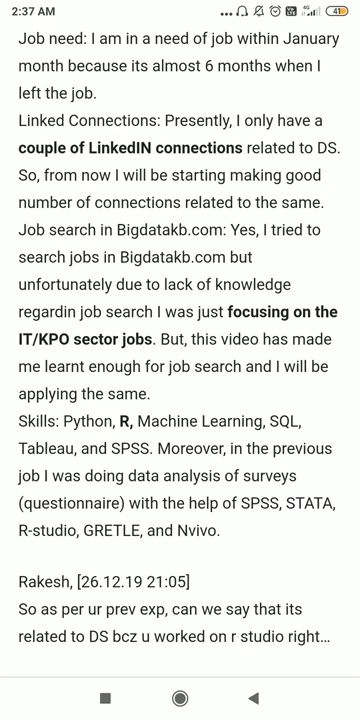 2:37 AM
4G
41
Job need: I am in a need of job within January
month because its almost 6 months when I
left the job.
Linked Connections: Presently, I only have a
couple of LinkedIN connections related to DS.
So, from now I will be starting making good
number of connections related to the same.
Job search in Bigdatakb.com: Yes, I tried to
search jobs in Bigdatakb.com but
unfortunately due to lack of knowledge
regardin job search I was just focusing on the
IT/KPO sector jobs. But, this video has made
me learnt enough for job search and I will be
applying the same.
Skills: Python, R, Machine Learning, SQL,
Tableau, and SPSS. Moreover, in the previous
job I was doing data analysis of surveys
(questionnaire) with the help of SPSS, STATA,
R-studio, GRETLE, and Nvivo.
Rakesh, [26.12.19 21:05]
So as per ur prev exp, can we say that its
related to DS bcz u worked on r studio right...